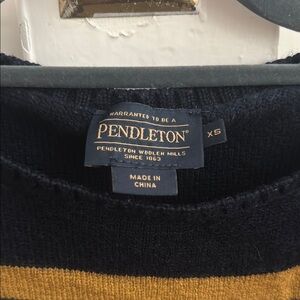 WARRANTED TO BE A
PENDLETON®
XS
PENDLETON WOOLEN MILLS
SINCE 1863
MADE IN
CHINA